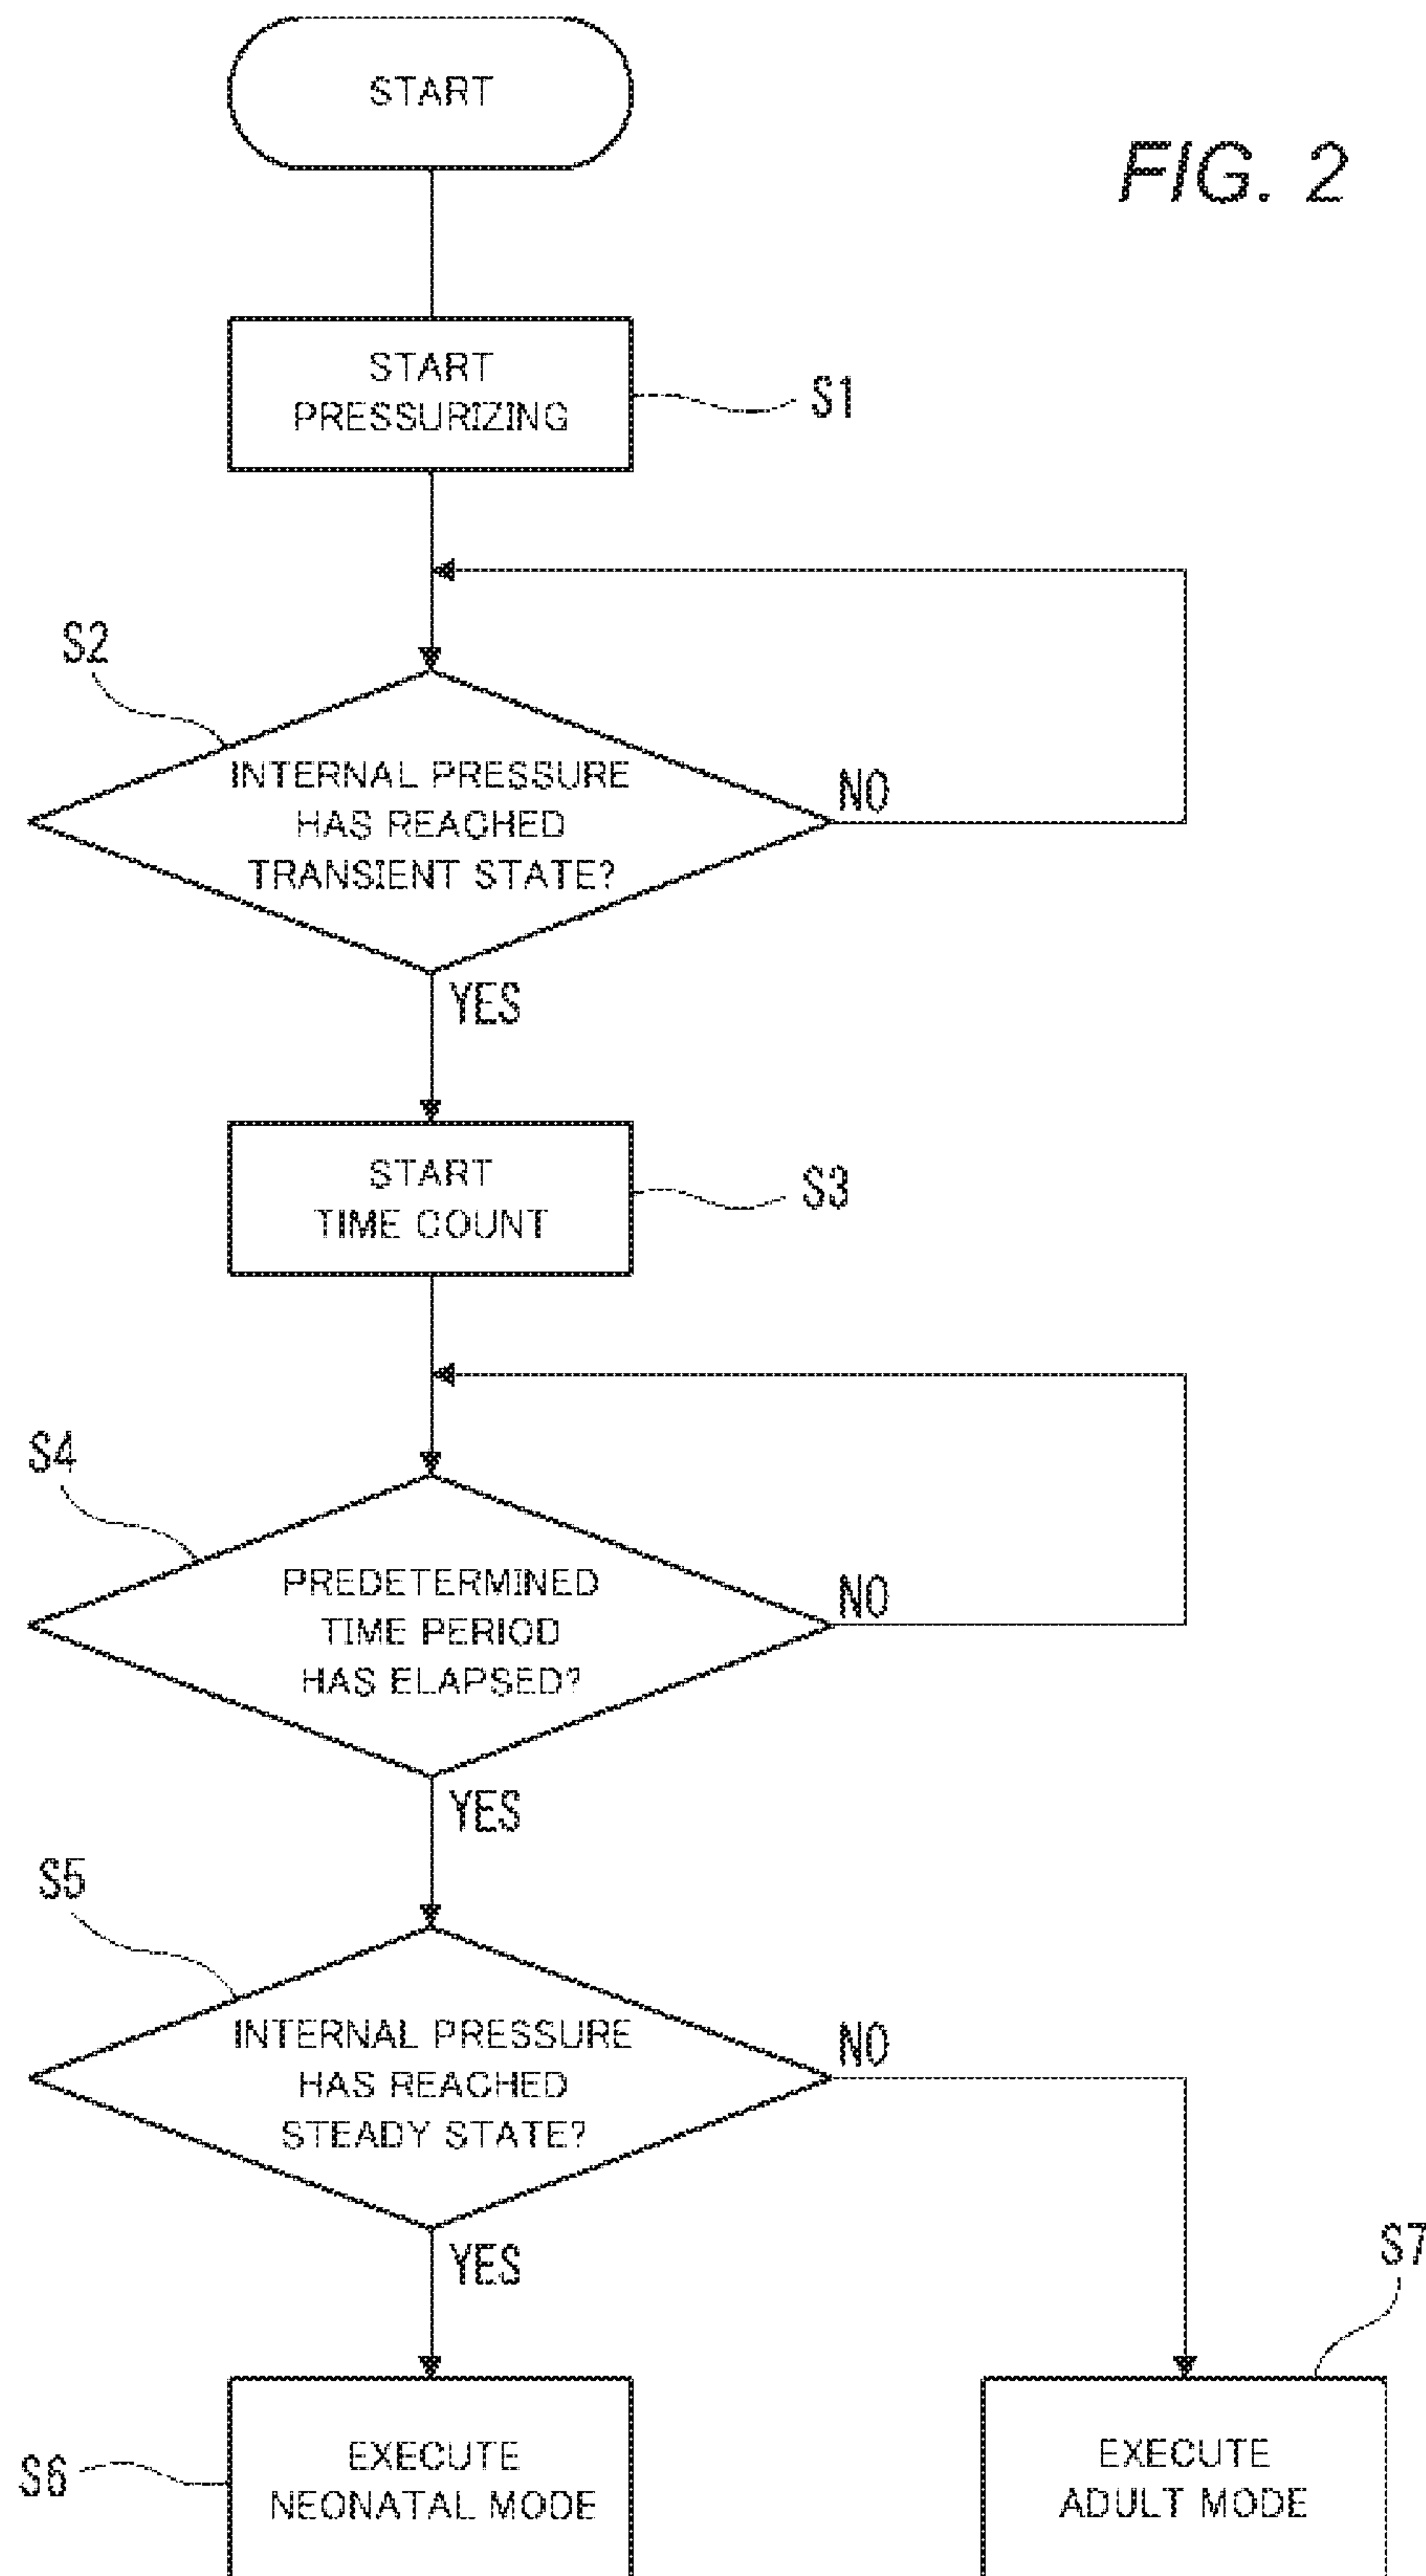 START
FIG. 2
START
PRESSURIZING
S1
S2
INTERNAL PRESSURE
HAS REACHED
TRANSIENT STATE?
NO
YES
START
TIME COUNT
S3
S4
PREDETERMINED
TIME PERIOD
HAS ELAPSED?
NO
YES
S5
INTERNAL PRESSURE
HAS REACHED
STEADY STATE?
NO
YES
S7
S6
EXECUTE
NEONATAL MODE
EXECUTE
ADULT MODE